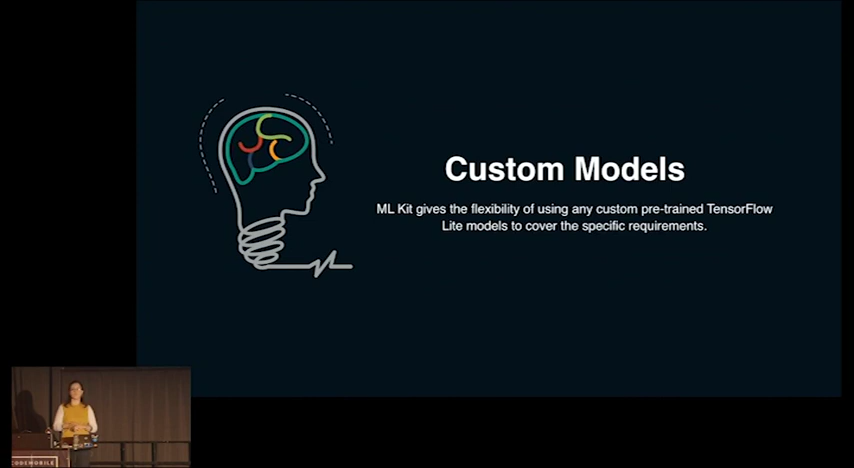 Custom Models
ML Kit gives the flexibility of using any custom pre-trained TensorFlow
Lite models to cover the specific requirements.
CODEMOBILE